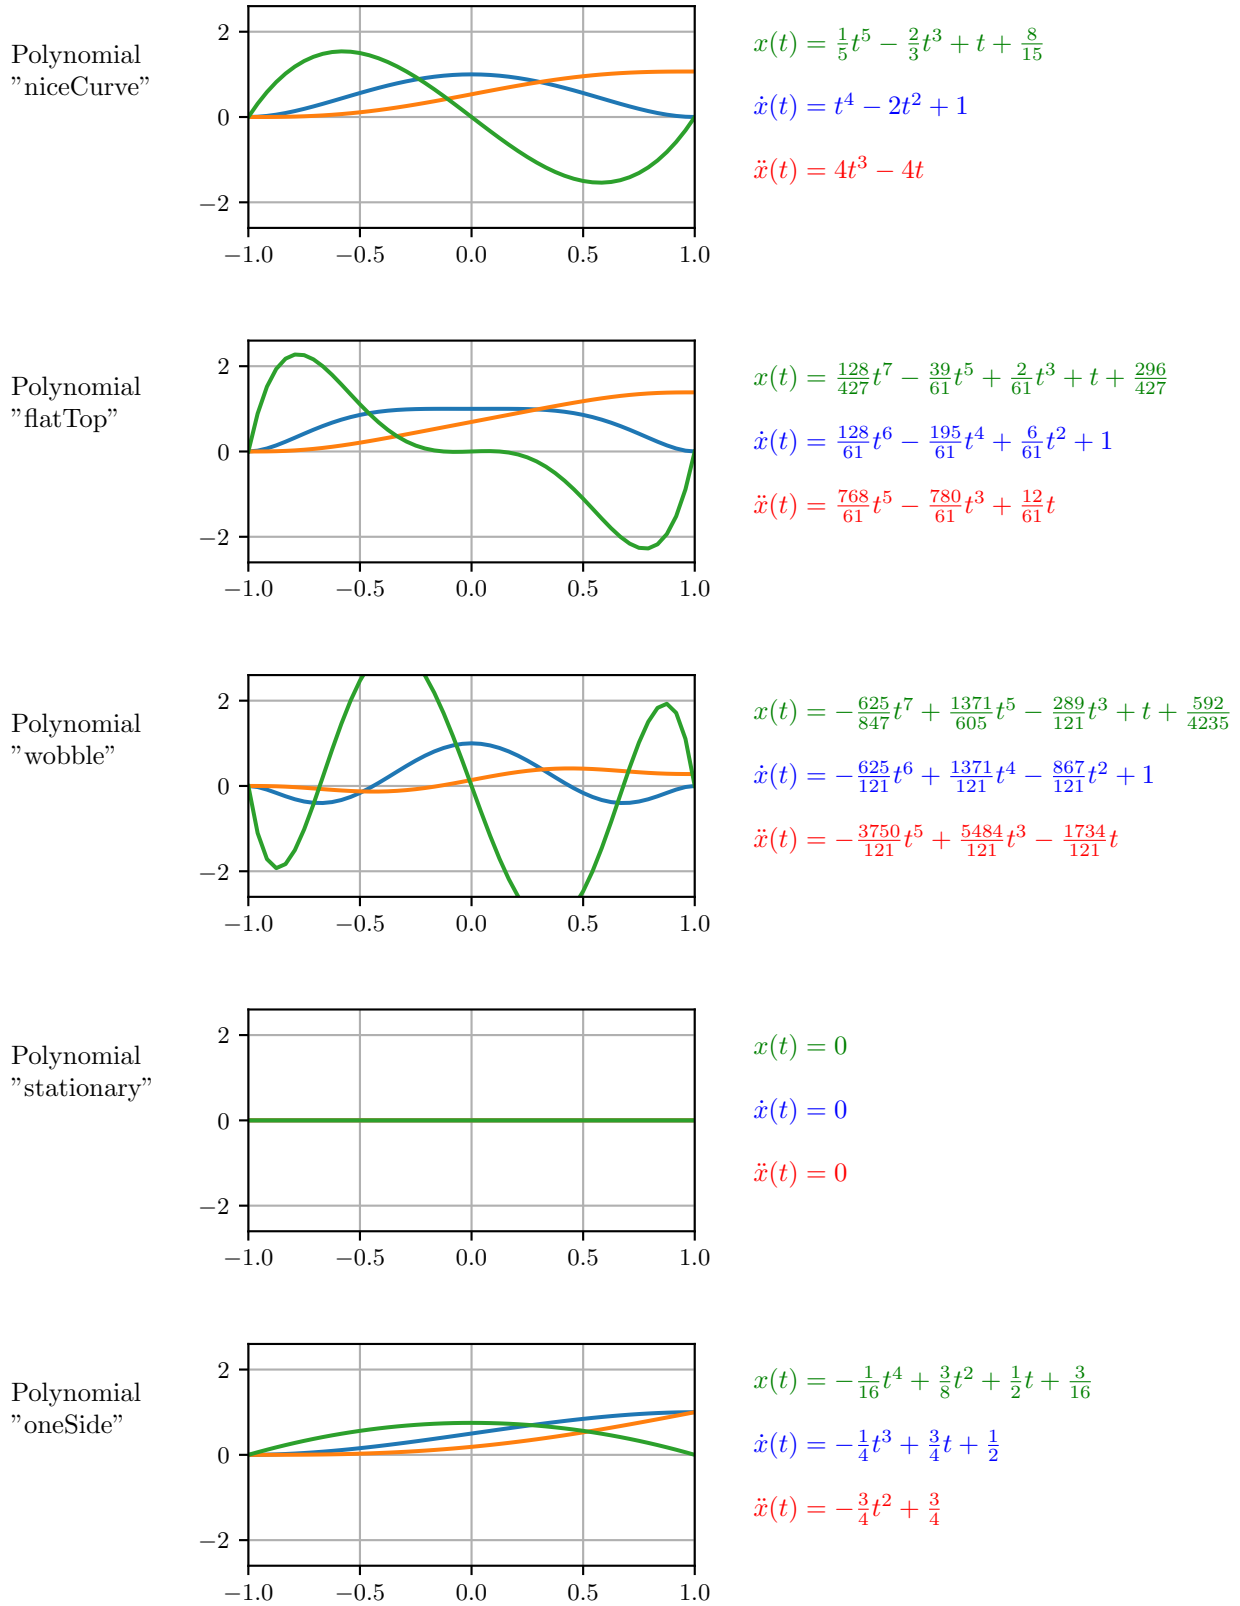 Polynomial
"niceCurve"
2
0
−2
−1.0 −0.5 0.0 0.5 1.0
x(t) = 1/5 t^5 − 2/3 t^3 + t + 8/15
ẋ(t) = t^4 − 2t^2 + 1
ẍ(t) = 4t^3 − 4t
Polynomial
"flatTop"
2
0
−2
−1.0 −0.5 0.0 0.5 1.0
x(t) = 128/427 t^7 − 39/61 t^5 + 2/61 t^3 + t + 296/427
ẋ(t) = 128/61 t^6 − 195/61 t^4 + 6/61 t^2 + 1
ẍ(t) = 768/61 t^5 − 780/61 t^3 + 12/61 t
Polynomial
"wobble"
2
0
−2
−1.0 −0.5 0.0 0.5 1.0
x(t) = −625/847 t^7 + 1371/605 t^5 − 289/121 t^3 + t + 592/4235
ẋ(t) = −625/121 t^6 + 1371/121 t^4 − 867/121 t^2 + 1
ẍ(t) = −3750/121 t^5 + 5484/121 t^3 − 1734/121 t
Polynomial
"stationary"
2
0
−2
−1.0 −0.5 0.0 0.5 1.0
x(t) = 0
ẋ(t) = 0
ẍ(t) = 0
Polynomial
"oneSide"
2
0
−2
−1.0 −0.5 0.0 0.5 1.0
x(t) = −1/16 t^4 + 3/8 t^2 + 1/2 t + 3/16
ẋ(t) = −1/4 t^3 + 3/4 t + 1/2
ẍ(t) = −3/4 t^2 + 3/4